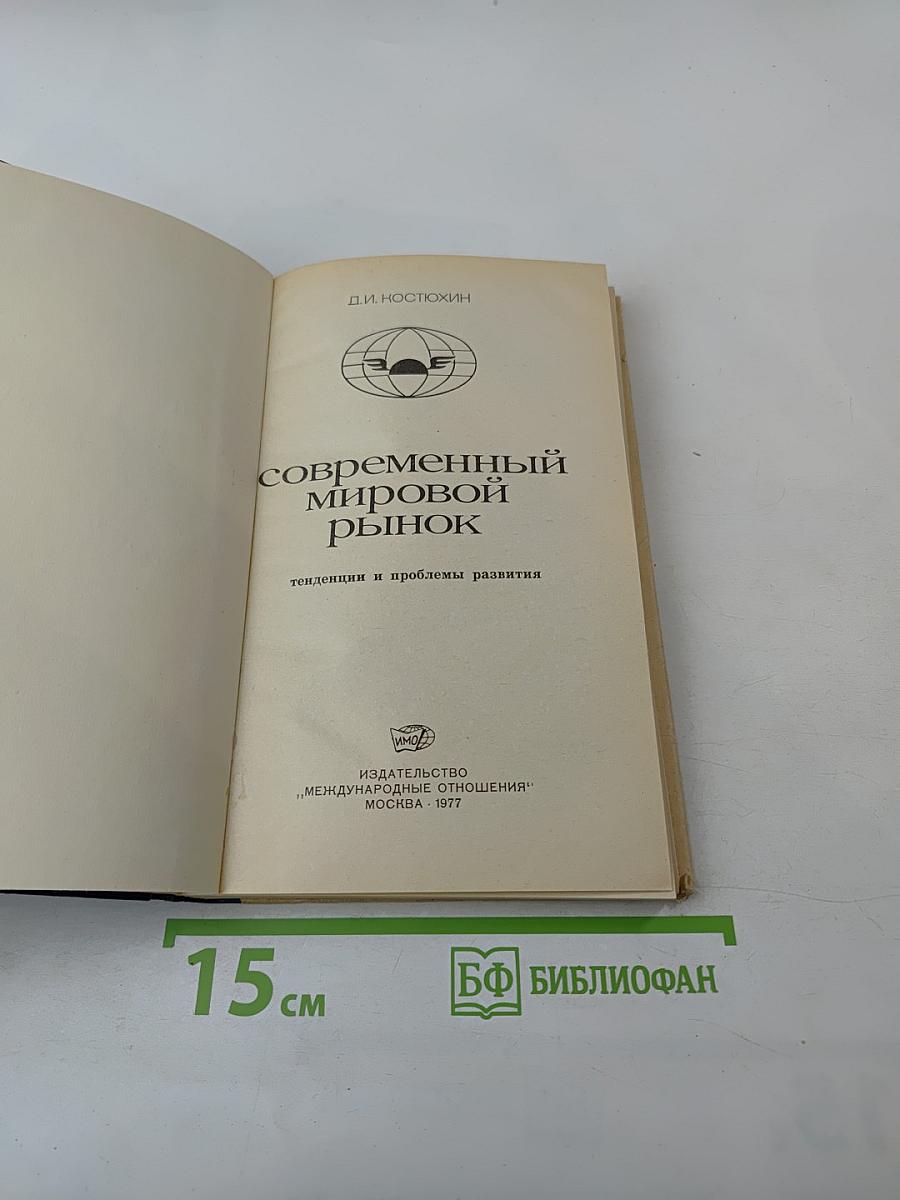 Д.И. КОСТЮХИН
современный
мировой
рынок
тенденции и проблемы развития
ИМО
ИЗДАТЕЛЬСТВО
„МЕЖДУНАРОДНЫЕ ОТНОШЕНИЯ“
МОСКВА · 1977
15 см
БФ БИБЛИОФАН